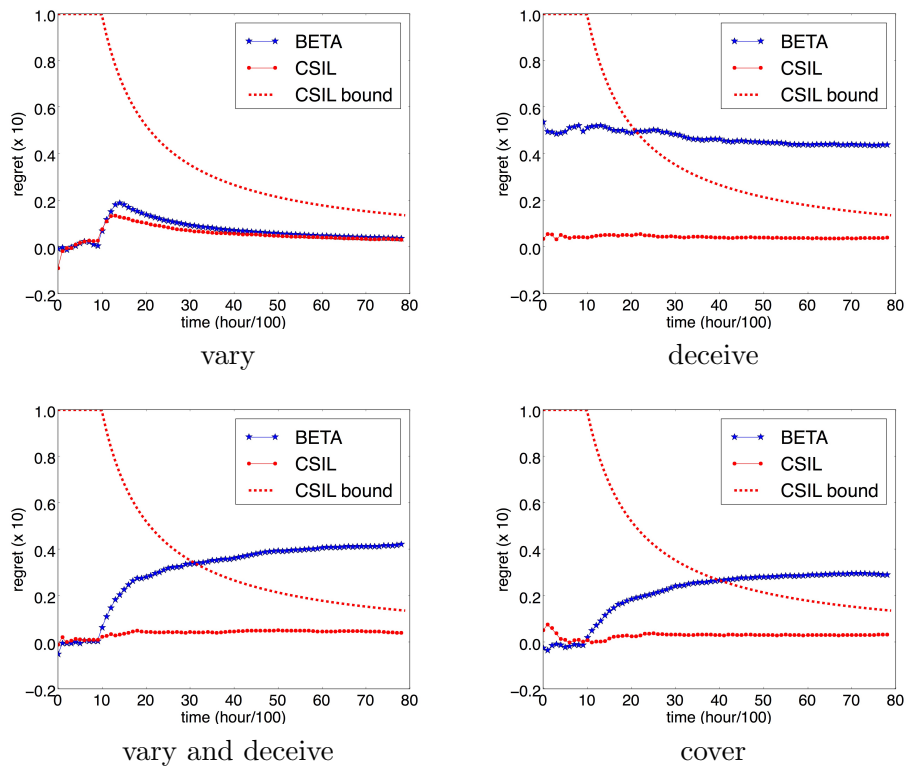 1.0
0.8
0.6
0.4
0.2
0.0
−0.2
regret (x 10)
BETA
CSIL
CSIL bound
0 10 20 30 40 50 60 70 80
time (hour/100)
vary
1.0
0.8
0.6
0.4
0.2
0.0
−0.2
regret (x 10)
BETA
CSIL
CSIL bound
0 10 20 30 40 50 60 70 80
time (hour/100)
deceive
1.0
0.8
0.6
0.4
0.2
0.0
−0.2
regret (x 10)
BETA
CSIL
CSIL bound
0 10 20 30 40 50 60 70 80
time (hour/100)
vary and deceive
1.0
0.8
0.6
0.4
0.2
0.0
−0.2
regret (x 10)
BETA
CSIL
CSIL bound
0 10 20 30 40 50 60 70 80
time (hour/100)
cover